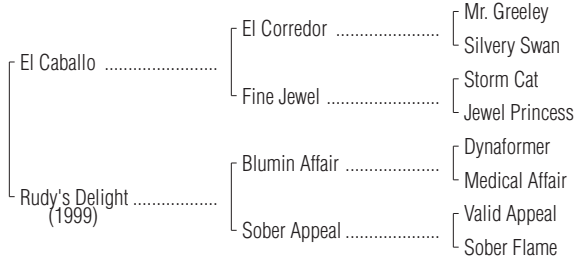 Mr. Greeley
El Corredor ....................
Silvery Swan
El Caballo ......................
Storm Cat
Fine Jewel ......................
Jewel Princess
Dynaformer
Blumin Affair ..................
Medical Affair
Rudy's Delight .................
(1999)
Valid Appeal
Sober Appeal ..................
Sober Flame